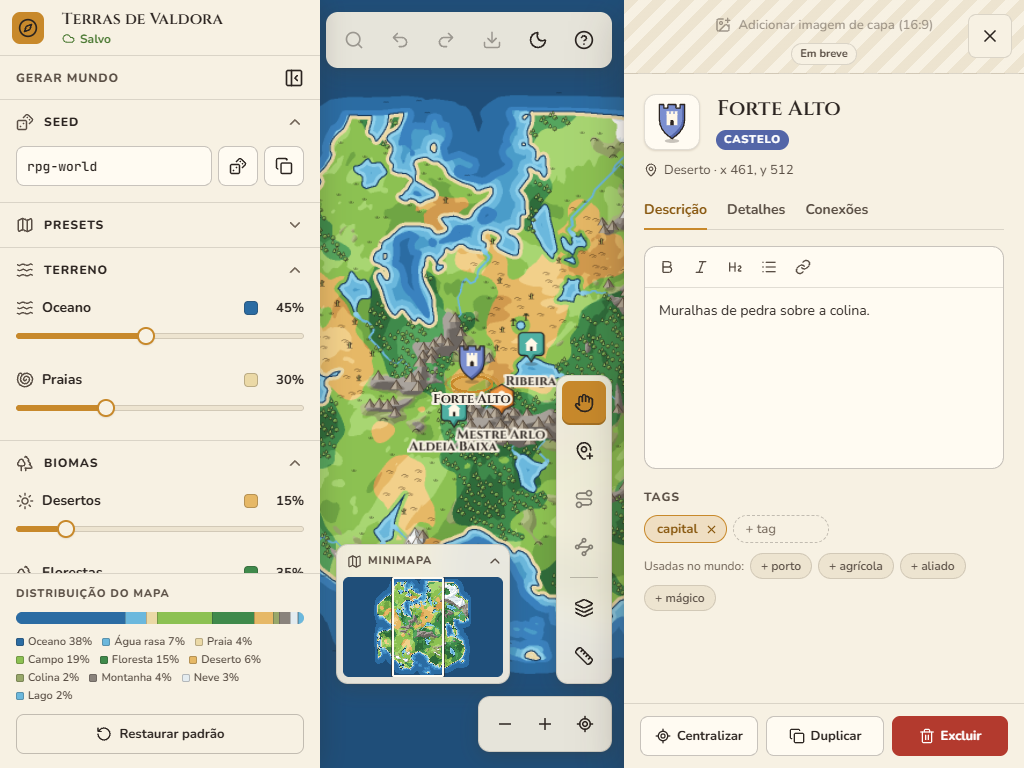 Terras de Valdora
Salvo
GERAR MUNDO
SEED
rpg-world
PRESETS
TERRENO
Oceano 45%
Praias 30%
BIOMAS
Desertos 15%
Florestas 35%
DISTRIBUIÇÃO DO MAPA
Oceano 38% Água rasa 7% Praia 4%
Campo 19% Floresta 15% Deserto 6%
Colina 2% Montanha 4% Neve 3%
Lago 2%
Restaurar padrão
Ribeira
Forte Alto
Mestre Arlo
Aldeia Baixa
MINIMAPA
Adicionar imagem de capa (16:9)
Em breve
Forte Alto
CASTELO
Deserto · x 461, y 512
Descrição Detalhes Conexões
B I H2
Muralhas de pedra sobre a colina.
TAGS
capital × + tag
Usadas no mundo: + porto + agrícola + aliado
+ mágico
Centralizar Duplicar Excluir